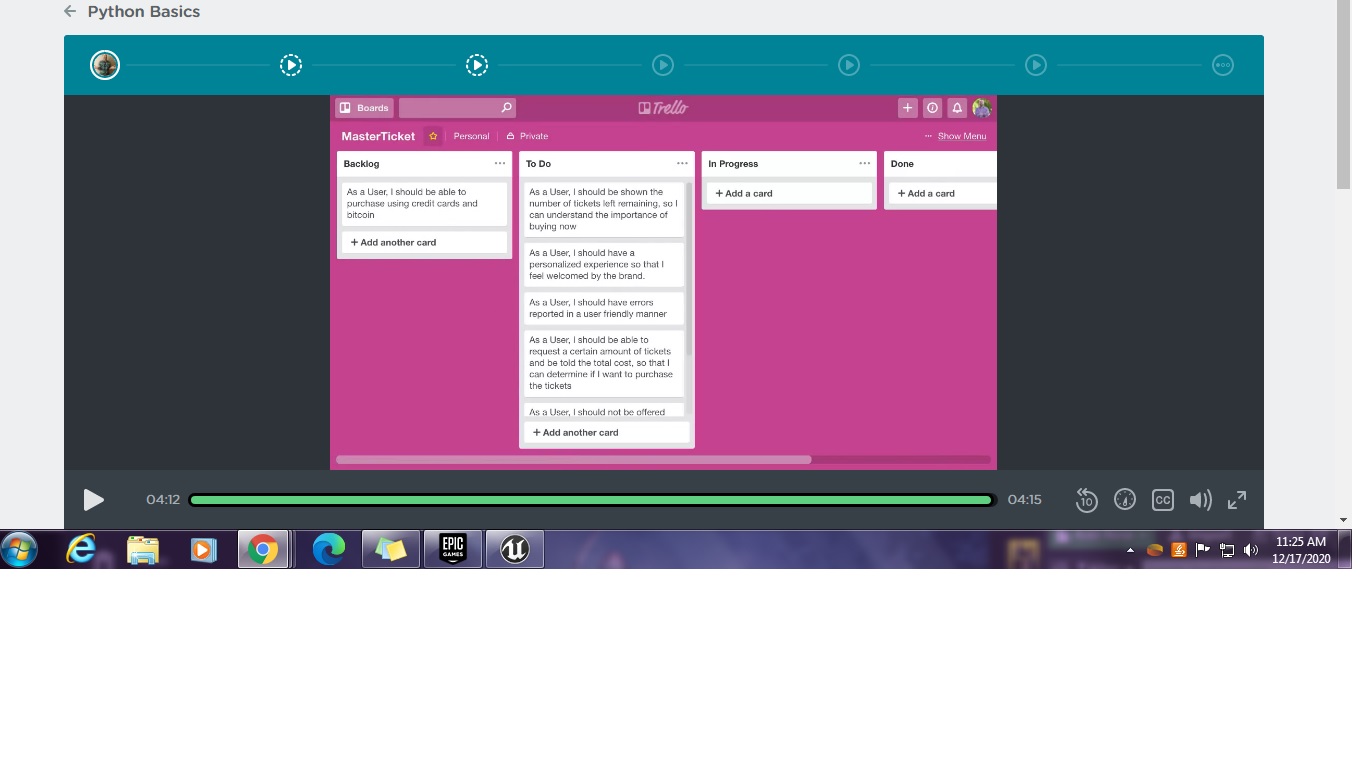 Python Basics
Boards
Trello
MasterTicket
Personal
Private
Show Menu
Backlog
As a User, I should be able to
purchase using credit cards and
bitcoin
+ Add another card
To Do
As a User, I should be shown the
number of tickets left remaining, so I
can understand the importance of
buying now
As a User, I should have a
personalized experience so that I
feel welcomed by the brand.
As a User, I should have errors
reported in a user friendly manner
As a User, I should be able to
request a certain amount of tickets
and be told the total cost, so that I
can determine if I want to purchase
the tickets
As a User, I should not be offered
+ Add another card
In Progress
+ Add a card
Done
+ Add a card
04:12
04:15
10
CC
EPIC
GAMES
11:25 AM
12/17/2020